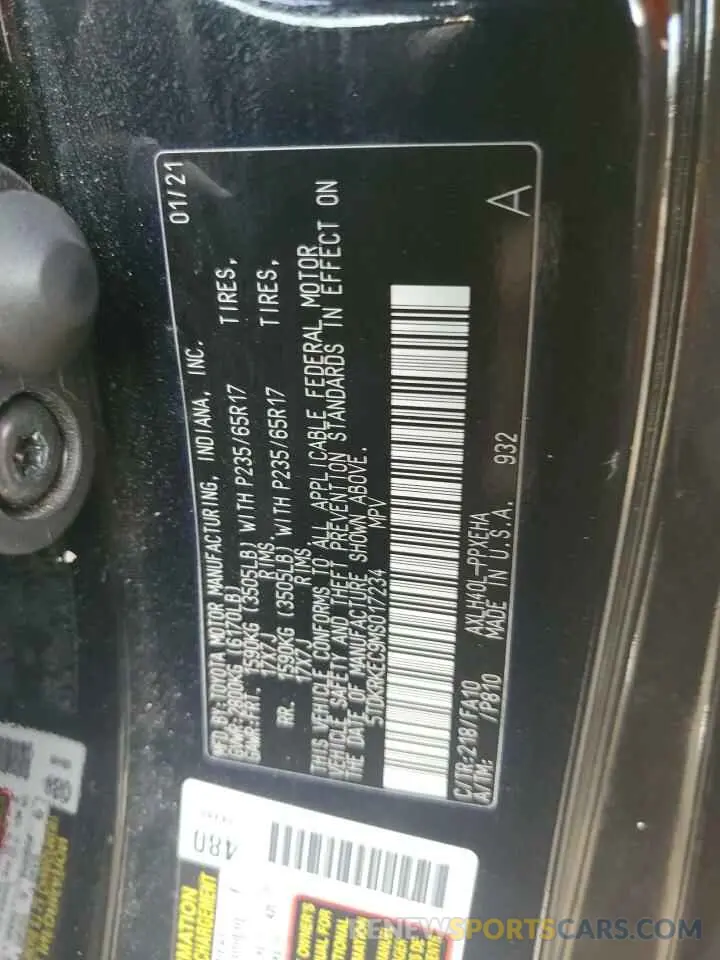 MFD.BY:TOYOTA MOTOR MANUFACTURING, INDIANA, INC. 01/21
GWR:2800KG (6170LB)
GAWR:FRT. 1590KG (3505LB) WITH P235/65R17 TIRES,
17X7J RIMS
RR. 1590KG (3505LB) WITH P235/65R17 TIRES,
17X7J RIMS
THIS VEHICLE CONFORMS TO ALL APPLICABLE FEDERAL MOTOR
VEHICLE SAFETY AND THEFT PREVENTION STANDARDS IN EFFECT ON
THE DATE OF MANUFACTURE SHOWN ABOVE.
5TDKRKEC9MS017234 MPV
C/TR:218/FA10 AXLH40L-PPXEHA
A/TM: /P810 MADE IN U.S.A. 932 A
480
RENEWSPORTSCARS.COM